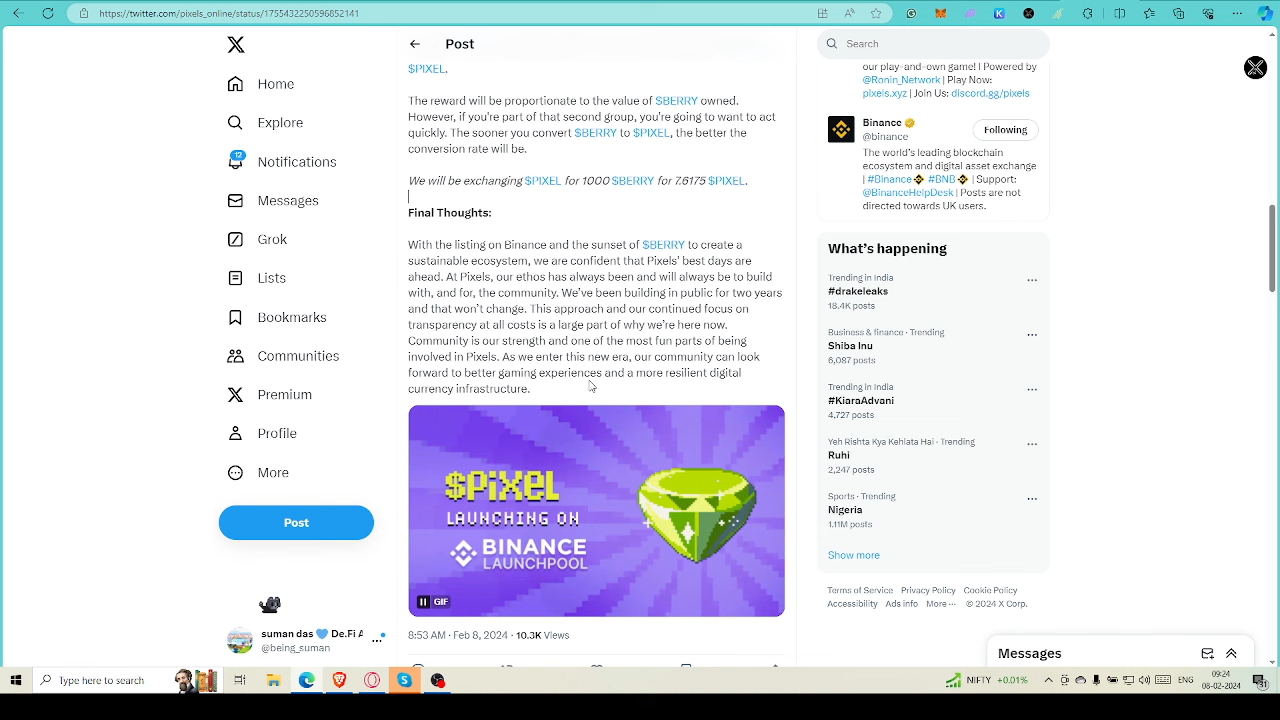 https://twitter.com/pixels_online/status/1755432250596852141
Home
Explore
12
Notifications
Messages
Grok
Lists
Bookmarks
Communities
Premium
Profile
More
Post
suman das De.Fi A
@being_suman
Post
$PIXEL.
The reward will be proportionate to the value of $BERRY owned.
However, if you're part of that second group, you're going to want to act
quickly. The sooner you convert $BERRY to $PIXEL, the better the
conversion rate will be.
We will be exchanging $PIXEL for 1000 $BERRY for 7.6175 $PIXEL.
Final Thoughts:
With the listing on Binance and the sunset of $BERRY to create a
sustainable ecosystem, we are confident that Pixels' best days are
ahead. At Pixels, our ethos has always been and will always be to build
with, and for, the community. We've been building in public for two years
and that won't change. This approach and our continued focus on
transparency at all costs is a large part of why we're here now.
Community is our strength and one of the most fun parts of being
involved in Pixels. As we enter this new era, our community can look
forward to better gaming experiences and a more resilient digital
currency infrastructure.
$PIXEL
LAUNCHING ON
BINANCE
LAUNCHPOOL
GIF
8:53 AM · Feb 8, 2024 · 10.3K Views
Search
our play-and-own game! | Powered by
@Ronin_Network | Play Now:
pixels.xyz | Join Us: discord.gg/pixels
Binance
@binance
Following
The world's leading blockchain
ecosystem and digital asset exchange
| #Binance #BNB | Support:
@BinanceHelpDesk | Posts are not
directed towards UK users.
What's happening
Trending in India
#drakeleaks
18.4K posts
Business & finance · Trending
Shiba Inu
6,087 posts
Trending in India
#KiaraAdvani
4,727 posts
Yeh Rishta Kya Kehlata Hai · Trending
Ruhi
2,247 posts
Sports · Trending
Nigeria
1.11M posts
Show more
Terms of Service Privacy Policy Cookie Policy
Accessibility Ads info More ··· © 2024 X Corp.
Messages
Type here to search
NIFTY +0.01%
ENG
09:24
08-02-2024